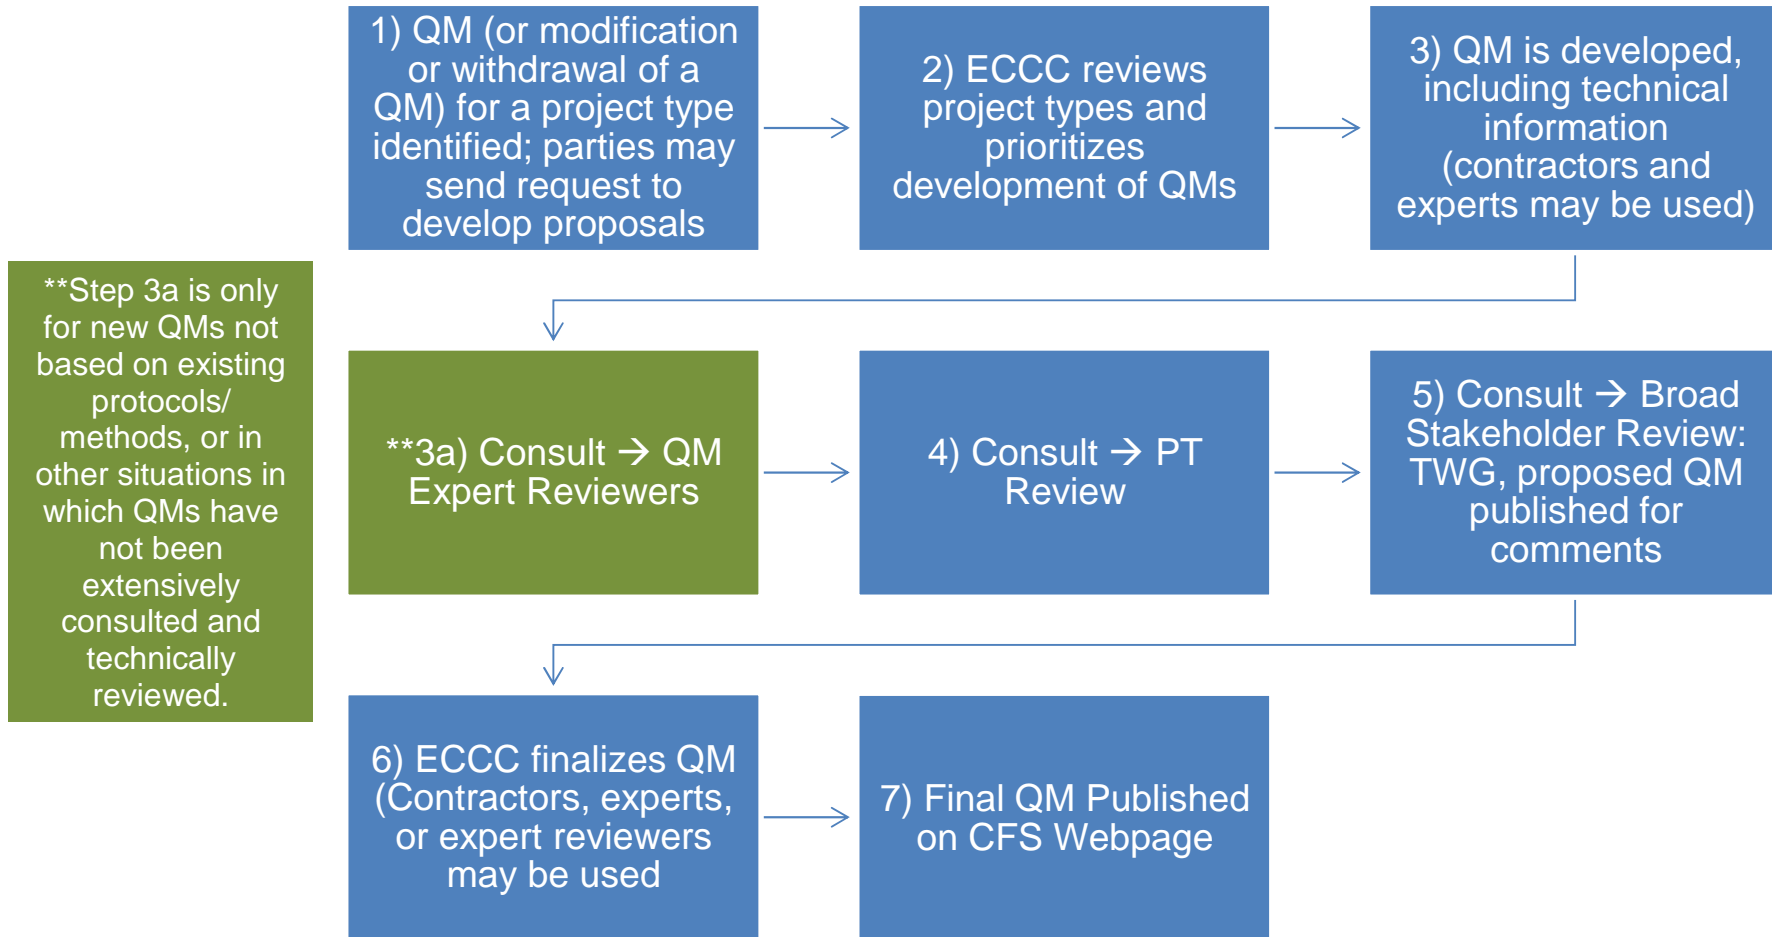 1) QM (or modification
or withdrawal of a
QM) for a project type
identified; parties may
send request to
develop proposals
2) ECCC reviews
project types and
prioritizes
development of QMs
3) QM is developed,
including technical
information
(contractors and
experts may be used)
**Step 3a is only
for new QMs not
based on existing
protocols/
methods, or in
other situations in
which QMs have
not been
extensively
consulted and
technically
reviewed.
**3a) Consult → QM
Expert Reviewers
4) Consult → PT
Review
5) Consult → Broad
Stakeholder Review:
TWG, proposed QM
published for
comments
6) ECCC finalizes QM
(Contractors, experts,
or expert reviewers
may be used
7) Final QM Published
on CFS Webpage